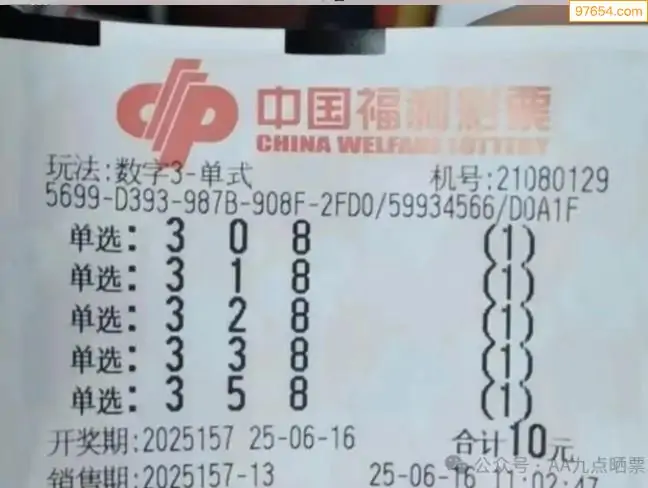 97654.com
中国福利彩票
CHINA WELFARE LOTTERY
玩法:数字3-单式 机号:21080129
5699-D393-987B-908F-2FD0/59934566/D0A1F
单选: 3 0 8 (1)
单选: 3 1 8 (1)
单选: 3 2 8 (1)
单选: 3 3 8 (1)
单选: 3 5 8 (1)
开奖期:2025157 25-06-16 合计10元
销售期:2025157-13 25-06-16 11:02:47
公众号:AA九点晒票